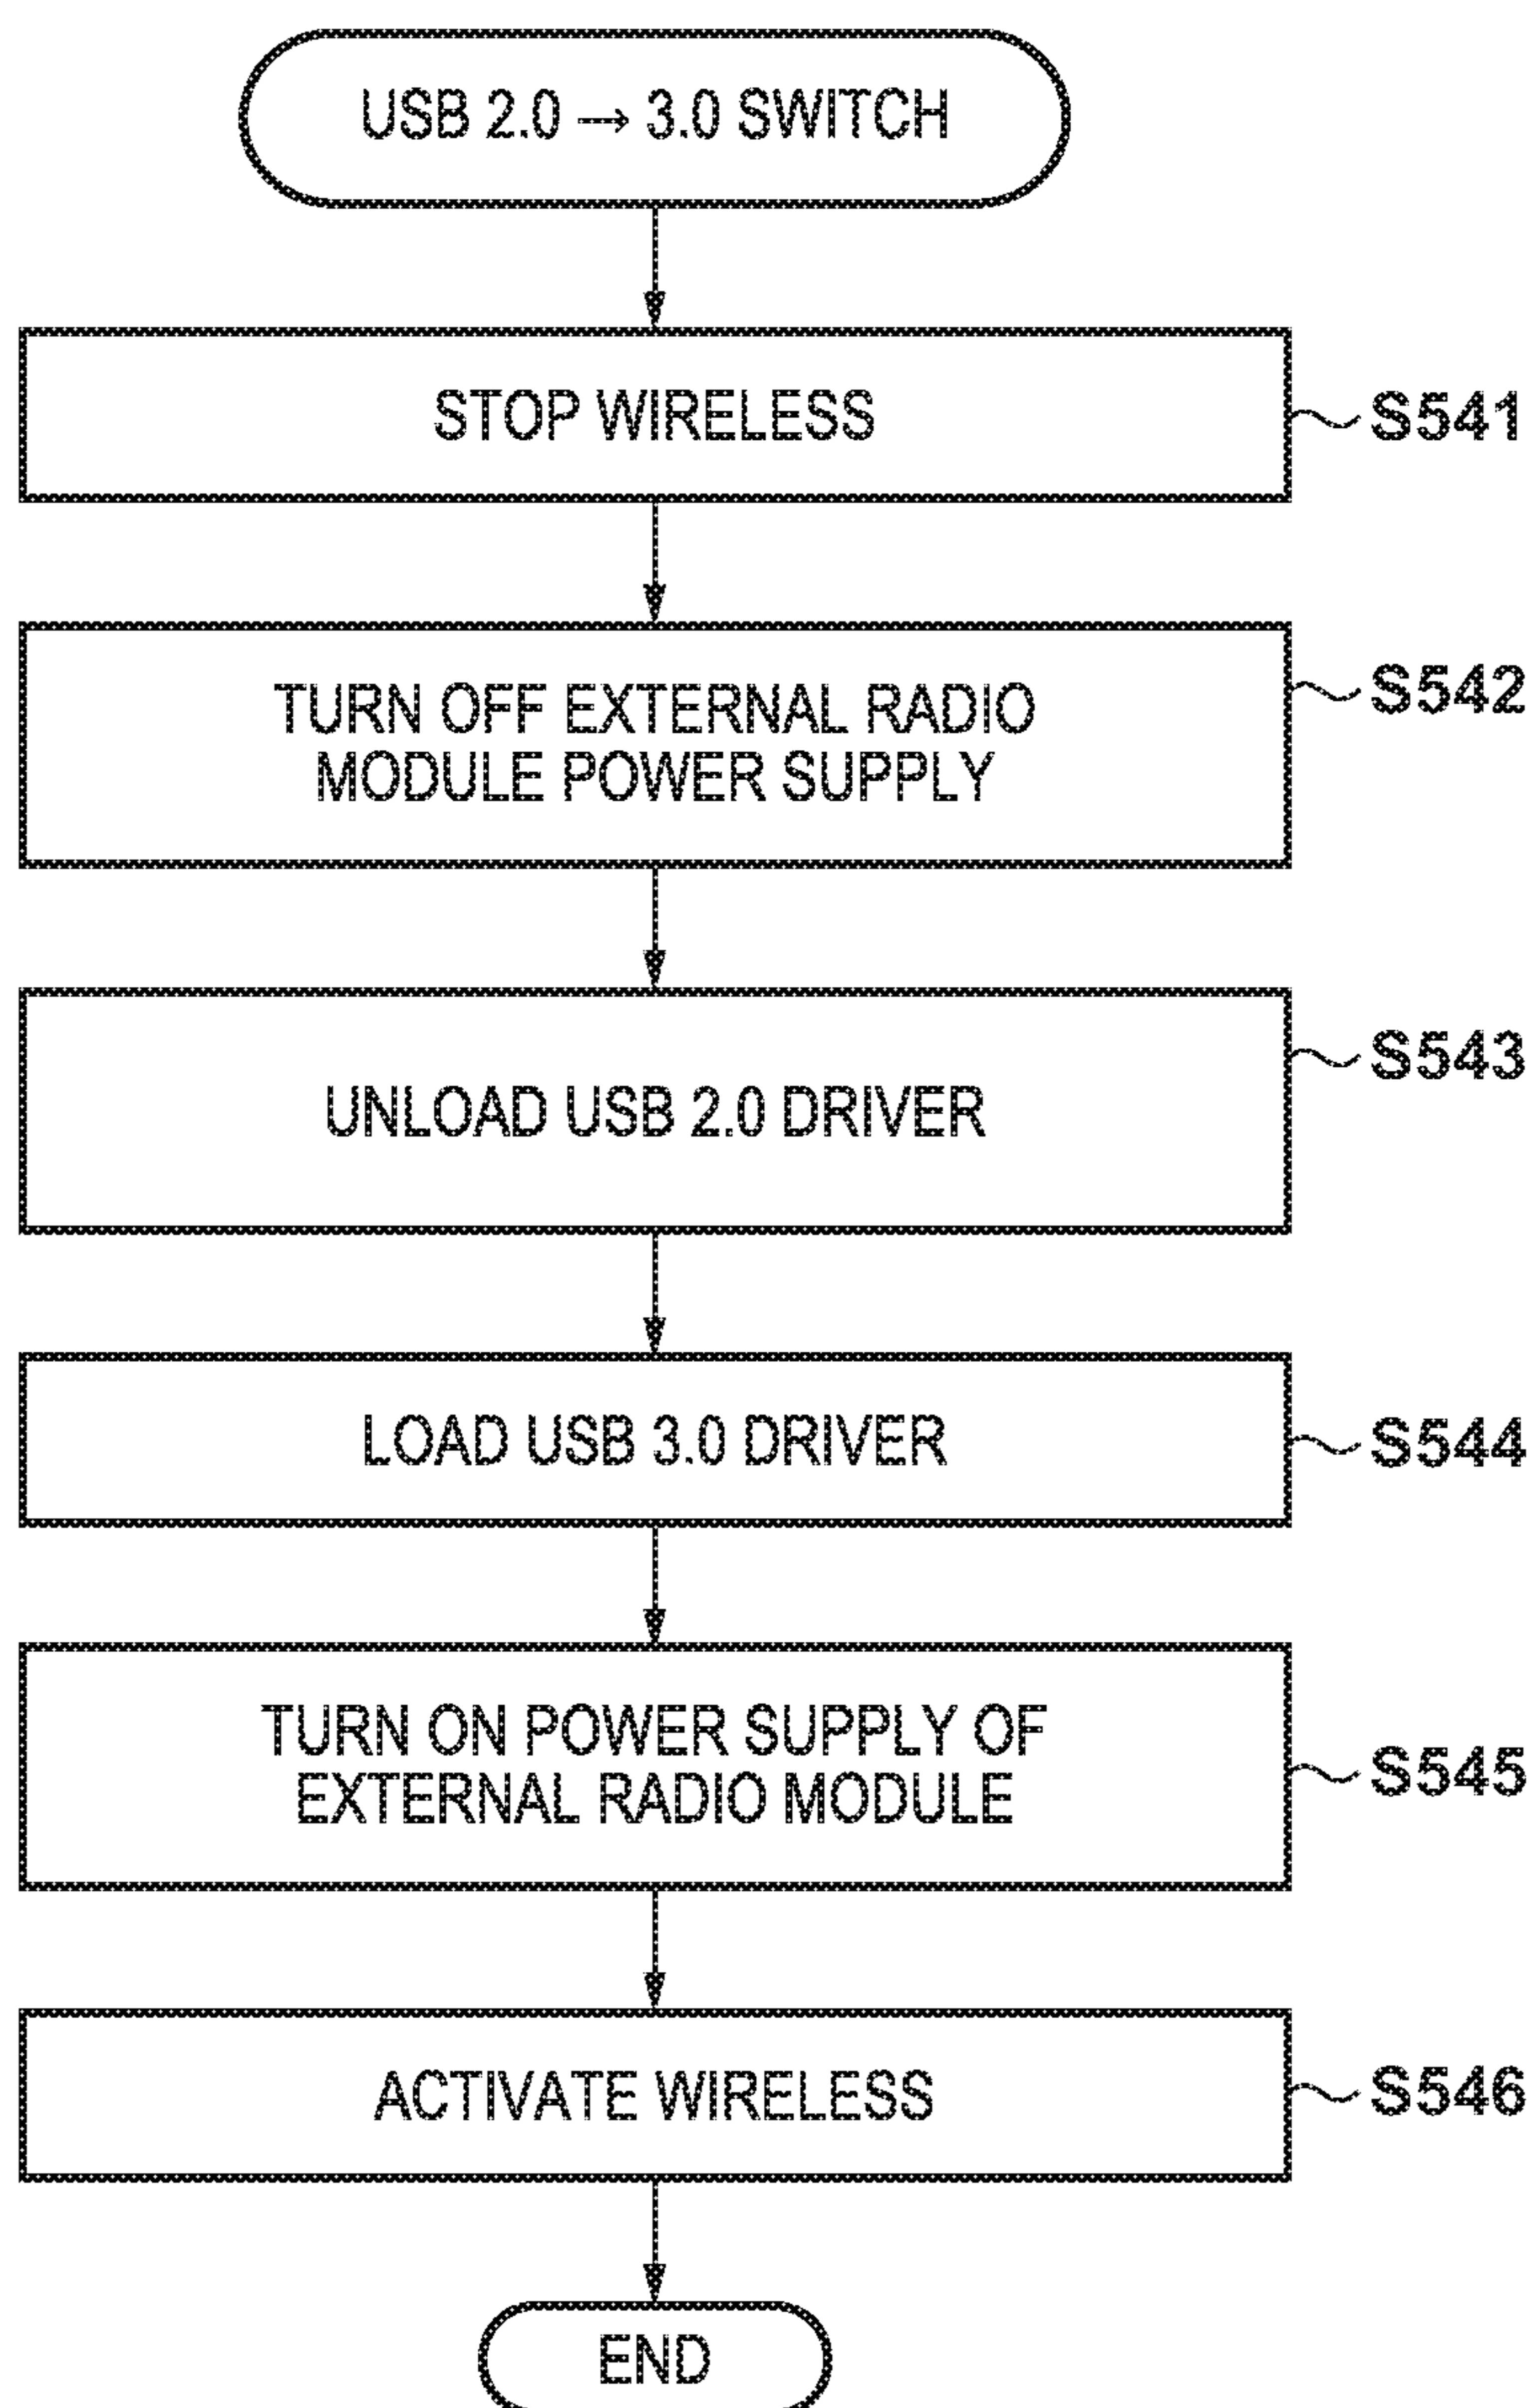 USB 2.0 → 3.0 SWITCH
STOP WIRELESS
S541
TURN OFF EXTERNAL RADIO
MODULE POWER SUPPLY
S542
UNLOAD USB 2.0 DRIVER
S543
LOAD USB 3.0 DRIVER
S544
TURN ON POWER SUPPLY OF
EXTERNAL RADIO MODULE
S545
ACTIVATE WIRELESS
S546
END